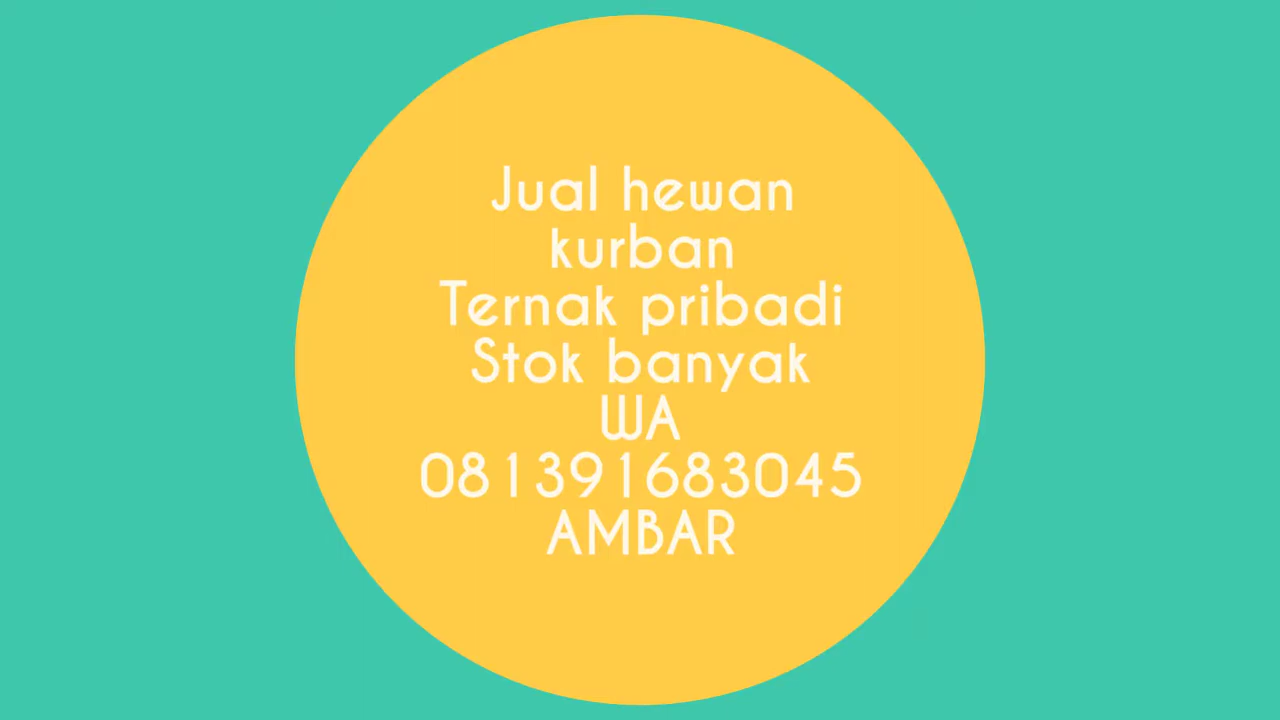 Jual hewan
kurban
Ternak pribadi
Stok banyak
WA
081391683045
AMBAR